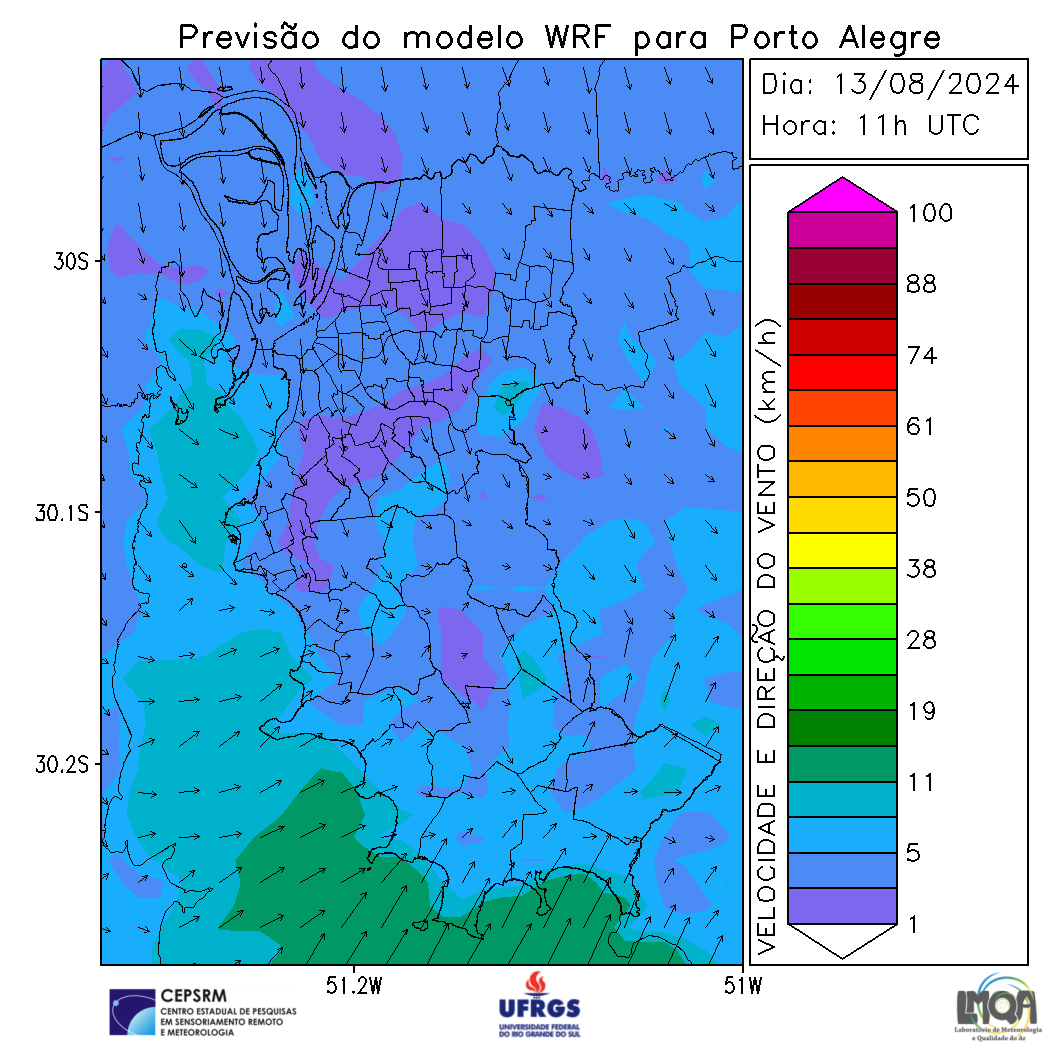 Previsão do modelo WRF para Porto Alegre
Dia: 13/08/2024
Hora: 11h UTC
30S
30.1S
30.2S
51.2W
51W
VELOCIDADE E DIREÇÃO DO VENTO (km/h)
100
88
74
61
50
38
28
19
11
5
1
CEPSRM
CENTRO ESTADUAL DE PESQUISAS
EM SENSORIAMENTO REMOTO
E METEOROLOGIA
UFRGS
UNIVERSIDADE FEDERAL
DO RIO GRANDE DO SUL
LMQA
Laboratório de Meteorologia
e Qualidade do Ar